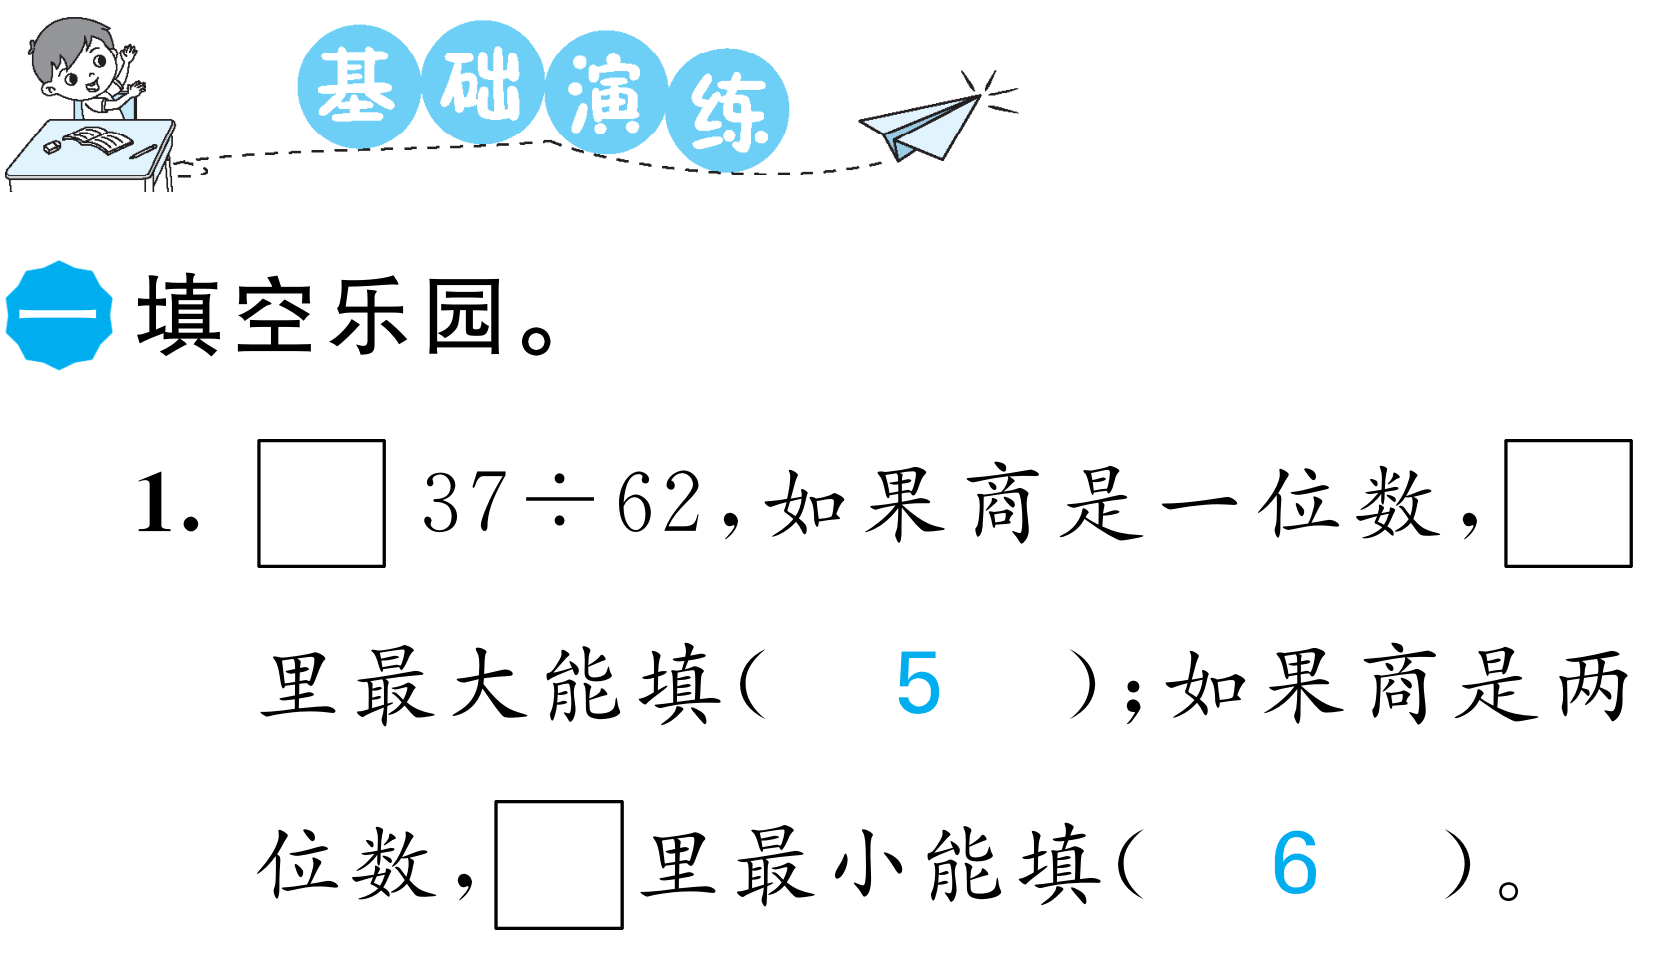 基础演练
一 填空乐园。
1. □ 37÷62,如果商是一位数,□
里最大能填( 5 );如果商是两
位数,□里最小能填( 6 )。